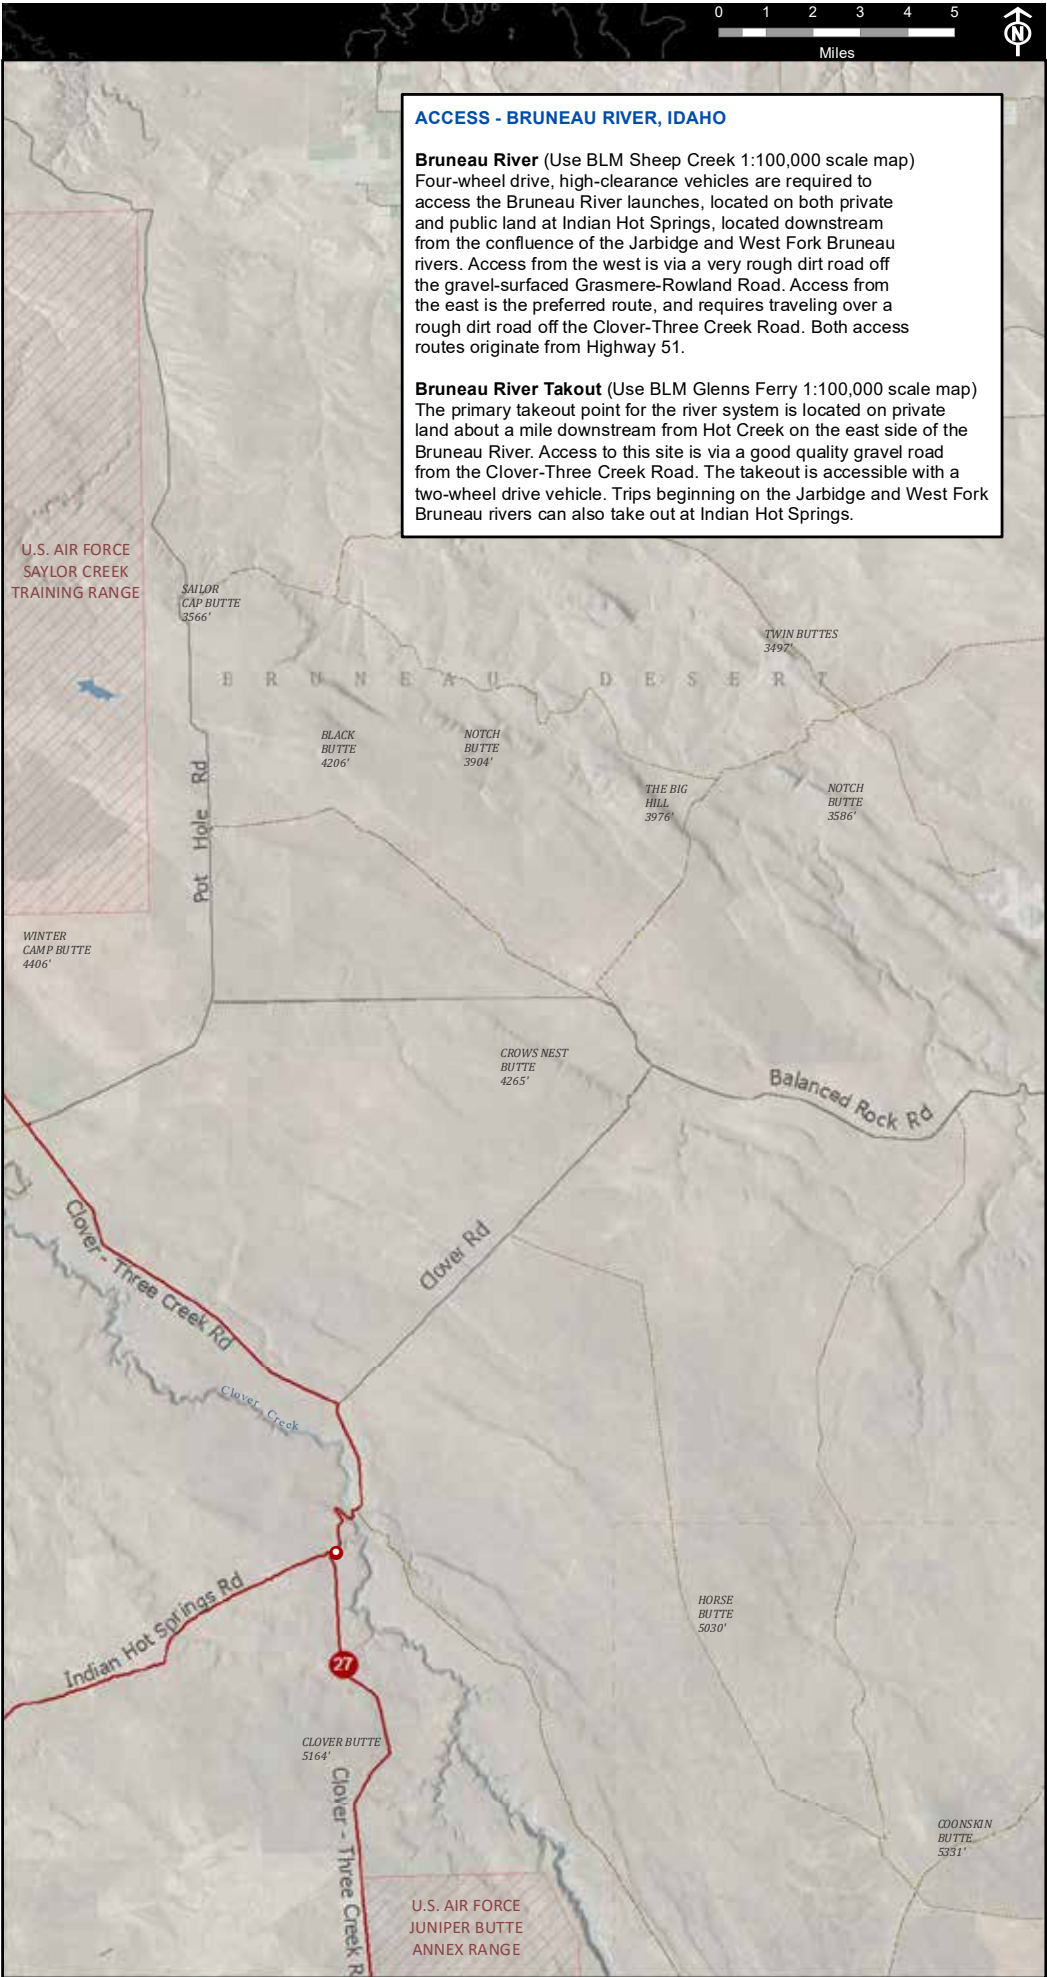 0 1 2 3 4 5
Miles
N
ACCESS - BRUNEAU RIVER, IDAHO
Bruneau River (Use BLM Sheep Creek 1:100,000 scale map)
Four-wheel drive, high-clearance vehicles are required to
access the Bruneau River launches, located on both private
and public land at Indian Hot Springs, located downstream
from the confluence of the Jarbidge and West Fork Bruneau
rivers. Access from the west is via a very rough dirt road off
the gravel-surfaced Grasmere-Rowland Road. Access from
the east is the preferred route, and requires traveling over a
rough dirt road off the Clover-Three Creek Road. Both access
routes originate from Highway 51.
Bruneau River Takout (Use BLM Glenns Ferry 1:100,000 scale map)
The primary takeout point for the river system is located on private
land about a mile downstream from Hot Creek on the east side of the
Bruneau River. Access to this site is via a good quality gravel road
from the Clover-Three Creek Road. The takeout is accessible with a
two-wheel drive vehicle. Trips beginning on the Jarbidge and West Fork
Bruneau rivers can also take out at Indian Hot Springs.
U.S. AIR FORCE
SAYLOR CREEK
TRAINING RANGE
SAILOR
CAP BUTTE
3566'
TWIN BUTTES
3497'
BRUNEAU DESERT
BLACK
BUTTE
4206'
NOTCH
BUTTE
3904'
THE BIG
HILL
3976'
NOTCH
BUTTE
3586'
Pot Hole Rd
WINTER
CAMP BUTTE
4406'
CROWS NEST
BUTTE
4265'
Balanced Rock Rd
Clover - Three Creek Rd
Clover Rd
Clover Creek
Indian Hot Springs Rd
HORSE
BUTTE
5030'
27
CLOVER BUTTE
5164'
Clover - Three Creek R
COONSKIN
BUTTE
5331'
U.S. AIR FORCE
JUNIPER BUTTE
ANNEX RANGE